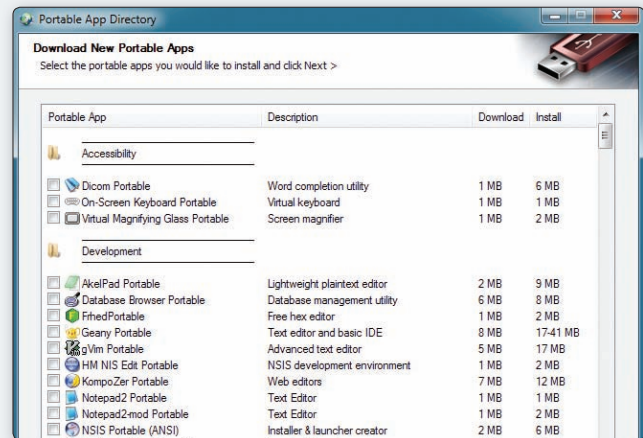 Portable App Directory
Download New Portable Apps
Select the portable apps you would like to install and click Next >
Portable App Description Download Install
Accessibility
Dicom Portable Word completion utility 1 MB 6 MB
On-Screen Keyboard Portable Virtual keyboard 1 MB 1 MB
Virtual Magnifying Glass Portable Screen magnifier 1 MB 2 MB
Development
AkelPad Portable Lightweight plaintext editor 2 MB 9 MB
Database Browser Portable Database management utility 6 MB 8 MB
FrhedPortable Free hex editor 1 MB 2 MB
Geany Portable Text editor and basic IDE 8 MB 17-41 MB
gVim Portable Advanced text editor 5 MB 17 MB
HM NIS Edit Portable NSIS development environment 1 MB 2 MB
KompoZer Portable Web editors 7 MB 12 MB
Notepad2 Portable Text Editor 1 MB 1 MB
Notepad2-mod Portable Text Editor 1 MB 2 MB
NSIS Portable (ANSI) Installer & launcher creator 2 MB 6 MB